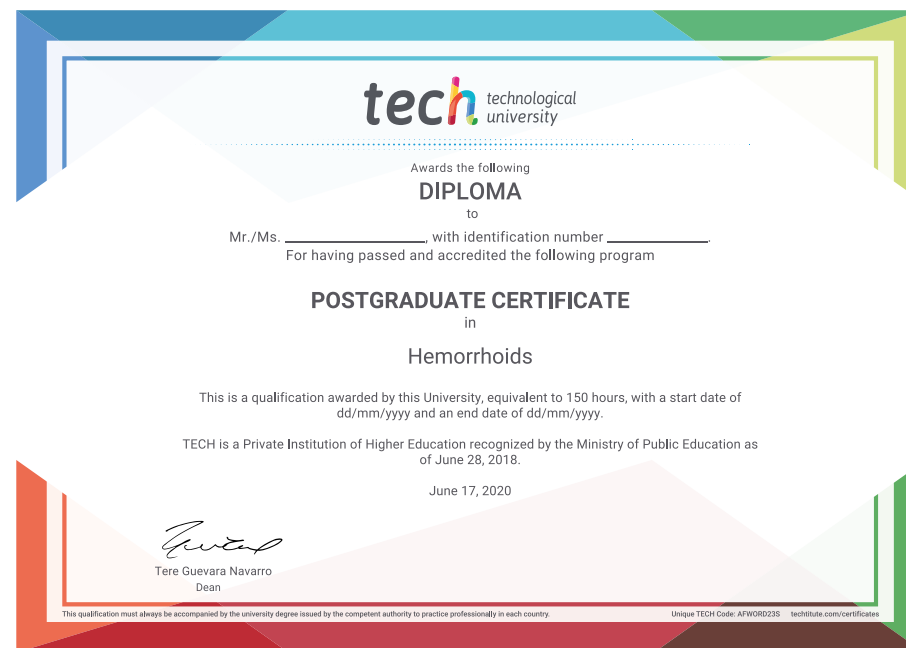 tech technological
university
Awards the following
DIPLOMA
to
Mr./Ms. ____________________, with identification number ______________.
For having passed and accredited the following program
POSTGRADUATE CERTIFICATE
in
Hemorrhoids
This is a qualification awarded by this University, equivalent to 150 hours, with a start date of
dd/mm/yyyy and an end date of dd/mm/yyyy.
TECH is a Private Institution of Higher Education recognized by the Ministry of Public Education as
of June 28, 2018.
June 17, 2020
Tere Guevara Navarro
Dean
This qualification must always be accompanied by the university degree issued by the competent authority to practice professionally in each country. Unique TECH Code: AFWORD23S techtitute.com/certificates